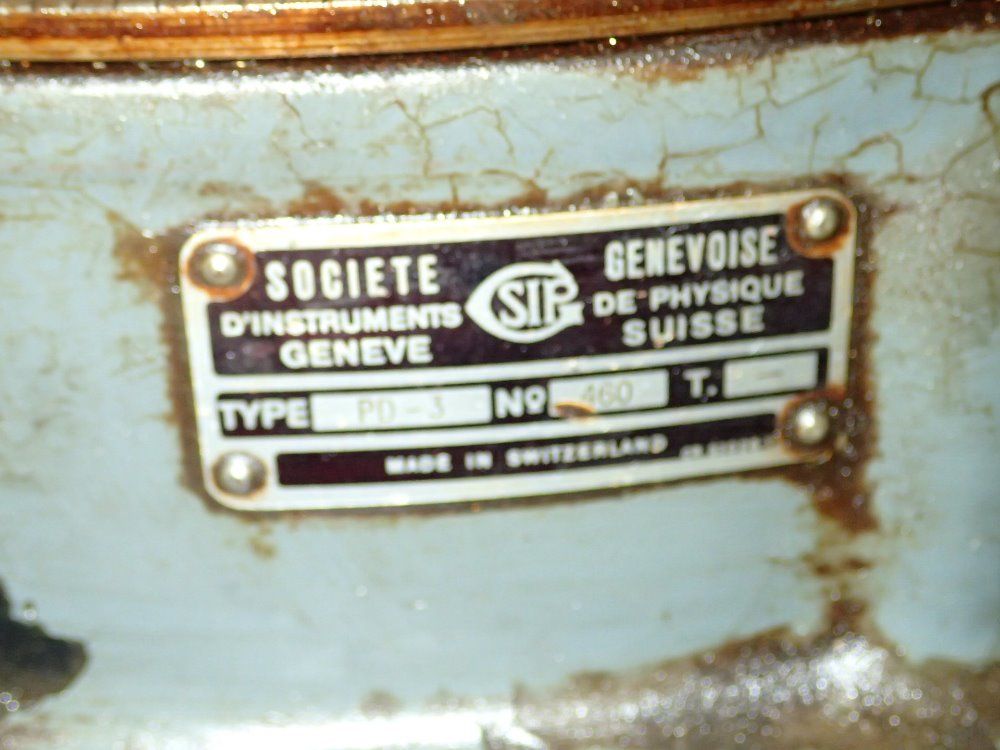 SOCIETE GENEVOISE
D'INSTRUMENTS DE PHYSIQUE
GENEVE SUISSE
SIP
TYPE PD-3 Nº 460 T. -
MADE IN SWITZERLAND